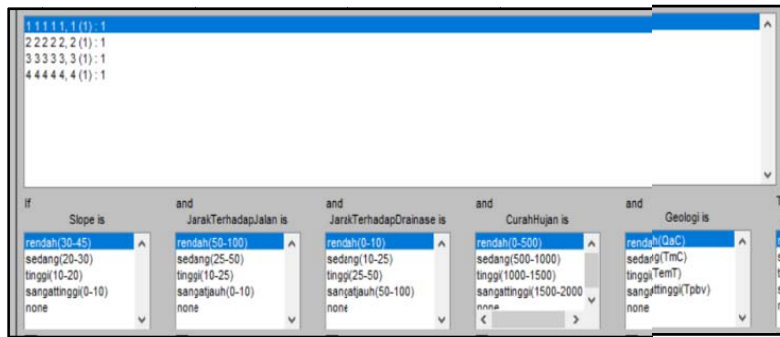 1 1 1 1 1, 1 (1) : 1
2 2 2 2 2, 2 (1) : 1
3 3 3 3 3, 3 (1) : 1
4 4 4 4 4, 4 (1) : 1
If and and and and
Slope is JarakTerhadapJalan is JarakTerhadapDrainase is CurahHujan is Geologi is
rendah(30-45) rendah(50-100) rendah(0-10) rendah(0-500) rendah(QaC)
sedang(20-30) sedang(25-50) sedang(10-25) sedang(500-1000) sedang(TmC)
tinggi(10-20) tinggi(10-25) tinggi(25-50) tinggi(1000-1500) tinggi(TemT)
sangattinggi(0-10) sangatjauh(0-10) sangatjauh(50-100) sangattinggi(1500-2000 sangattinggi(Tpbv)
none none none none none